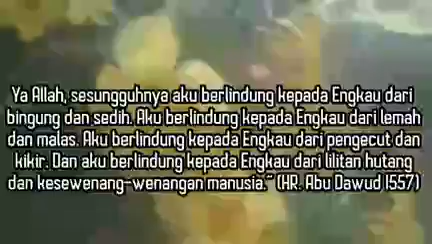 Ya Allah, sesungguhnya aku berlindung kepada Engkau dari
bingung dan sedih. Aku berlindung kepada Engkau dari lemah
dan malas. Aku berlindung kepada Engkau dari pengecut dan
kikir. Dan aku berlindung kepada Engkau dari lilitan hutang
dan kesewenang-wenangan manusia.” (HR. Abu Dawud 1557)